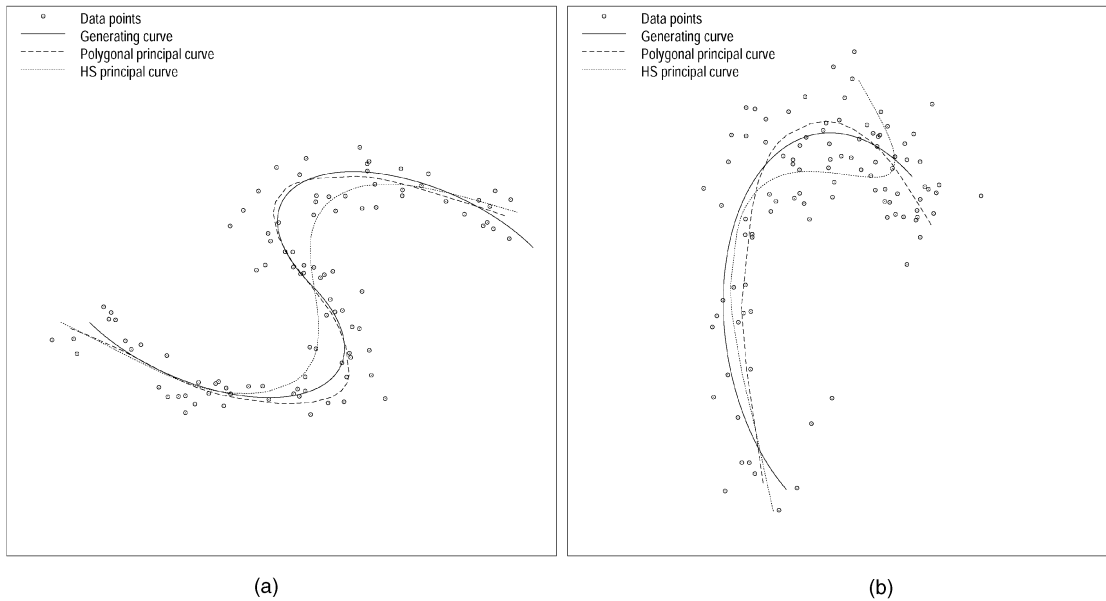 Data points
Generating curve
Polygonal principal curve
HS principal curve
Data points
Generating curve
Polygonal principal curve
HS principal curve
(a)
(b)